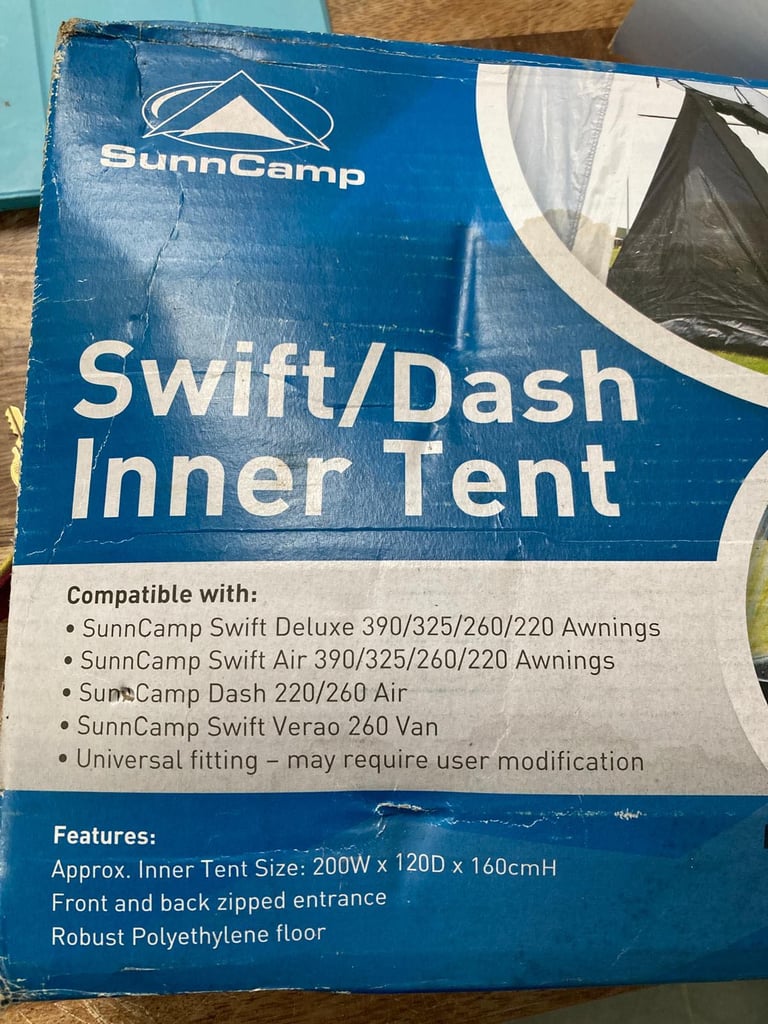 SunnCamp
Swift/Dash
Inner Tent
Compatible with:
• SunnCamp Swift Deluxe 390/325/260/220 Awnings
• SunnCamp Swift Air 390/325/260/220 Awnings
• SunnCamp Dash 220/260 Air
• SunnCamp Swift Verao 260 Van
• Universal fitting – may require user modification
Features:
Approx. Inner Tent Size: 200W x 120D x 160cmH
Front and back zipped entrance
Robust Polyethylene floor